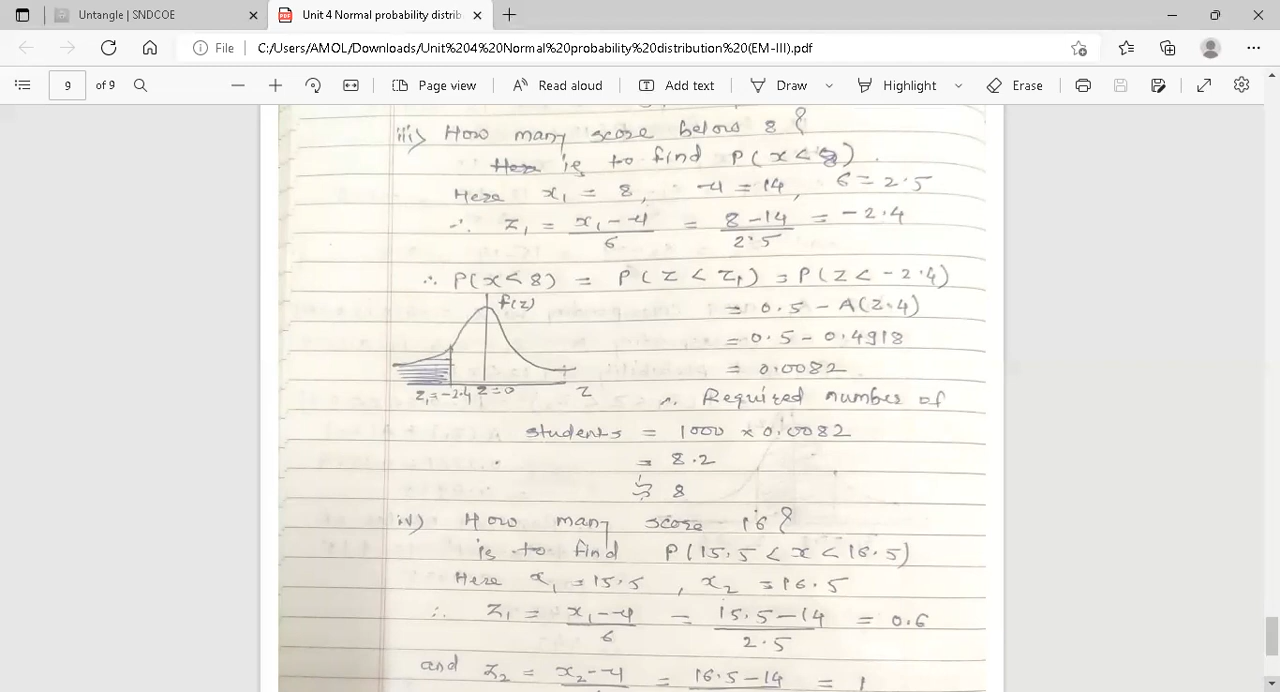 Untangle | SNDCOE
Unit 4 Normal probability distrib
File
C:/Users/AMOL/Downloads/Unit%204%20Normal%20probability%20distribution%20(EM-III).pdf
9 of 9
Page view
Read aloud
Add text
Draw
Highlight
Erase
iii) How many score below 8 ?
is to find P(x < 8).
Here x₁ = 8, μ = 14, σ = 2.5
∴ z₁ = x₁ - μ / σ = 8 - 14 / 2.5 = -2.4
∴ P(x < 8) = P(z < z₁) = P(z < -2.4)
f(z)
= 0.5 - A(2.4)
= 0.5 - 0.4918
= 0.0082
z₁ = -2.4 z = 0 z
∴ Required number of
students = 1000 × 0.0082
= 8.2
≒ 8
iv) How many score 16 ?
is to find P(15.5 < x < 16.5)
Here x₁ = 15.5, x₂ = 16.5
∴ z₁ = x₁ - μ / σ = 15.5 - 14 / 2.5 = 0.6
and z₂ = x₂ - μ = 16.5 - 14 = 1